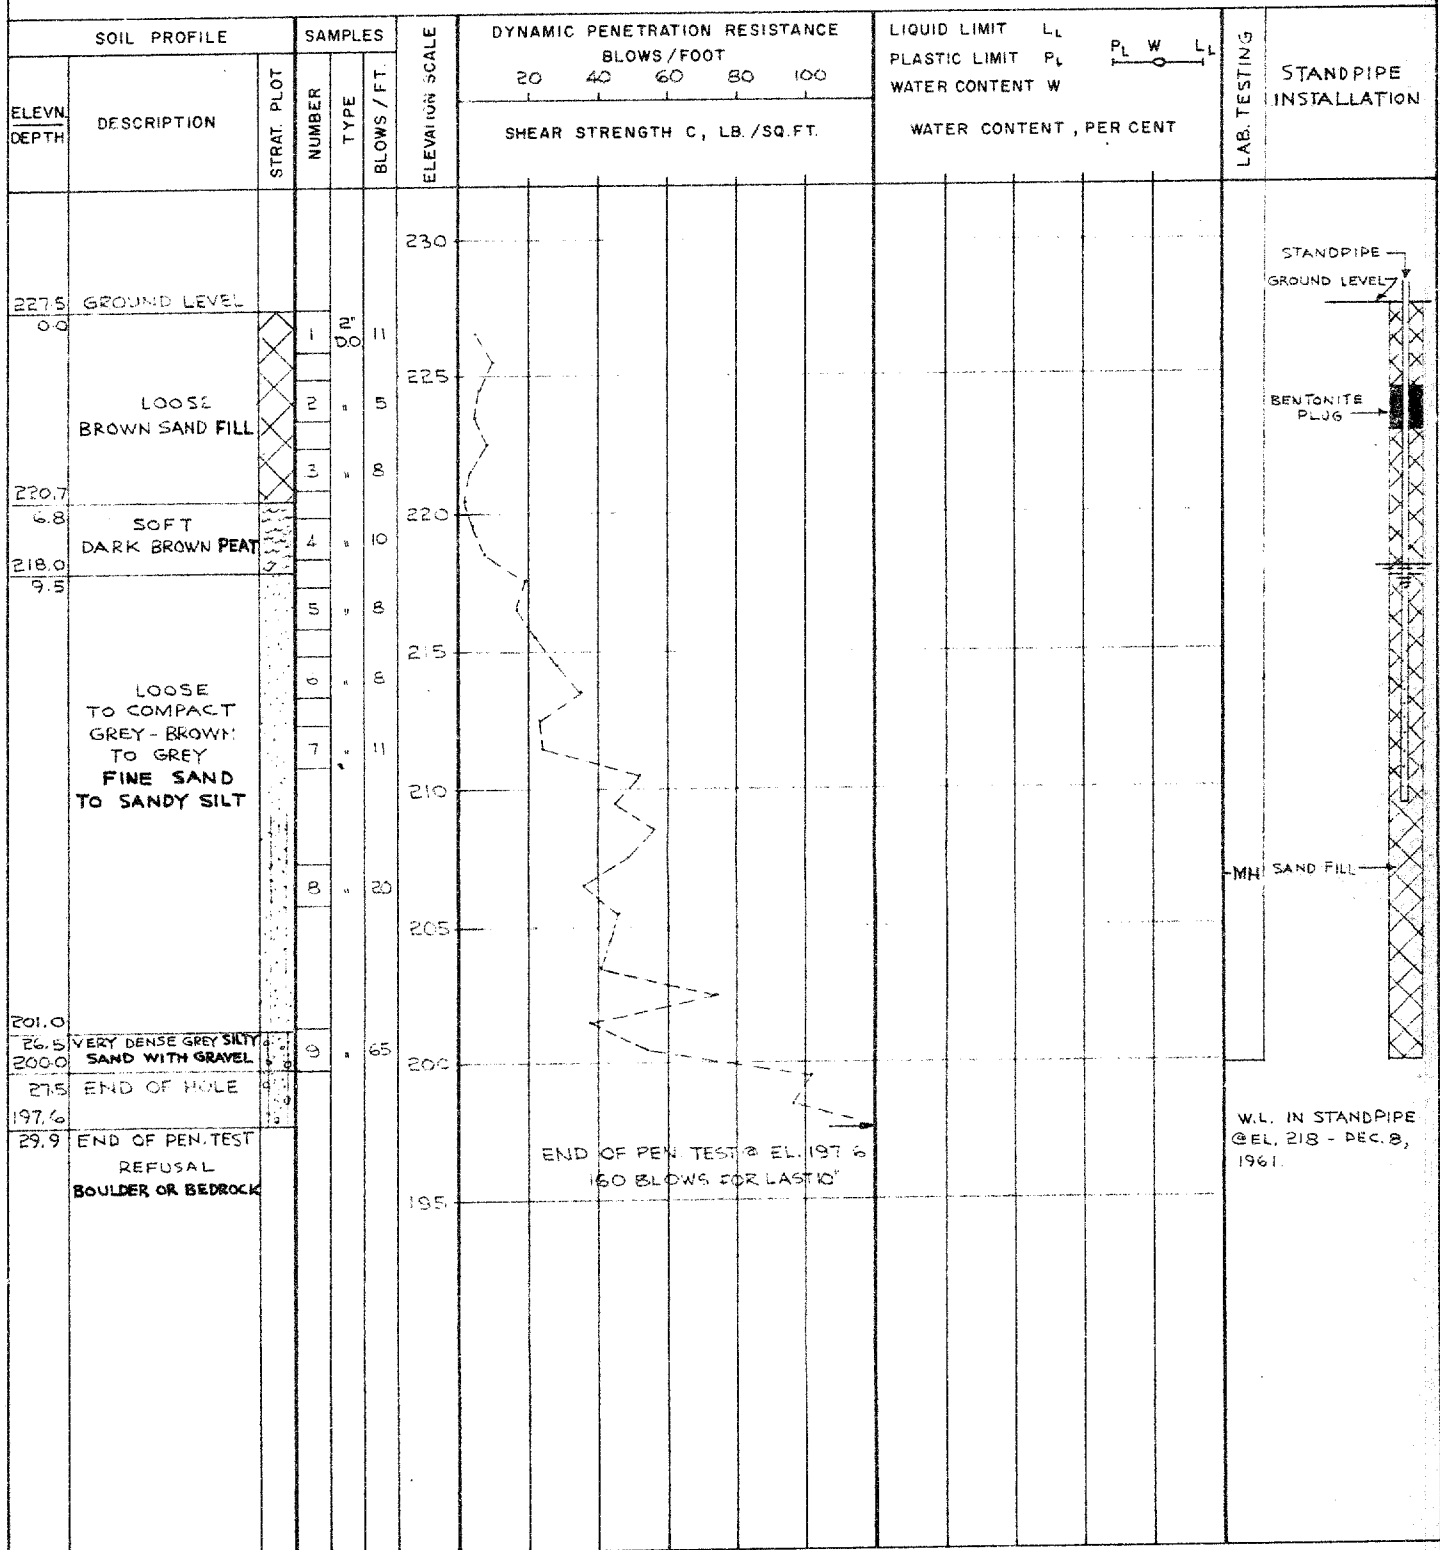 SOIL PROFILE
SAMPLES
ELEVN.
DEPTH
DESCRIPTION
STRAT. PLOT
NUMBER
TYPE
BLOWS / FT.
ELEVATION SCALE
DYNAMIC PENETRATION RESISTANCE
BLOWS / FOOT
20 40 60 80 100
SHEAR STRENGTH C, LB. / SQ. FT.
LIQUID LIMIT LL
PLASTIC LIMIT PL
WATER CONTENT W
PL W LL
WATER CONTENT , PER CENT
LAB. TESTING
STANDPIPE
INSTALLATION
227.5 GROUND LEVEL
0.0
LOOSE
BROWN SAND FILL
220.7
6.8
SOFT
DARK BROWN PEAT
218.0
9.5
LOOSE
TO COMPACT
GREY - BROWN
TO GREY
FINE SAND
TO SANDY SILT
201.0
26.5 VERY DENSE GREY SILTY
200.0 SAND WITH GRAVEL
27.5 END OF HOLE
197.6
29.9 END OF PEN. TEST
REFUSAL
BOULDER OR BEDROCK
1 2" D.O. 11
2 " 5
3 " 8
4 " 10
5 " 8
6 " 8
7 " 11
8 " 20
9 " 65
230
225
220
215
210
205
200
195
END OF PEN. TEST @ EL. 197.6
160 BLOWS FOR LAST 10"
MH
STANDPIPE
GROUND LEVEL
BENTONITE
PLUG
SAND FILL
W.L. IN STANDPIPE
@ EL. 218 - DEC. 8,
1961.